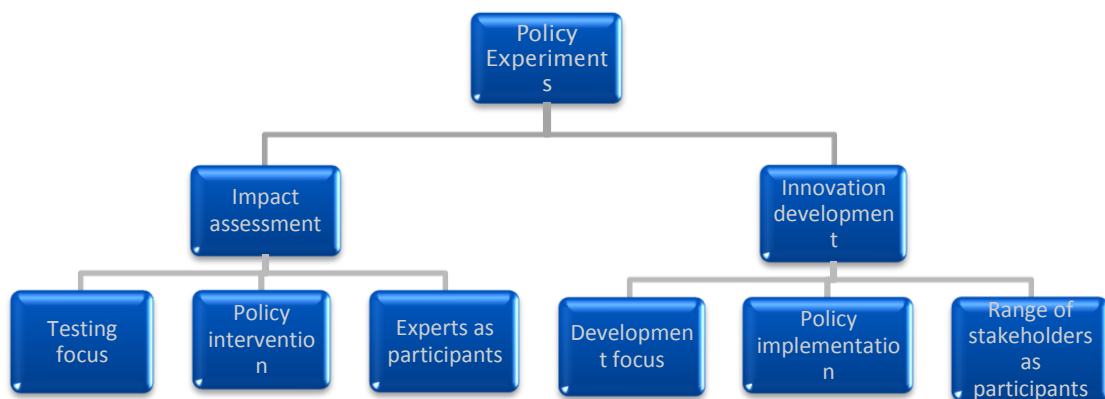 Policy
Experiment
s
Impact
assessment
Innovation
developmen
t
Testing
focus
Policy
interventio
n
Experts as
participants
Developmen
t focus
Policy
implementatio
n
Range of
stakeholders
as
participants